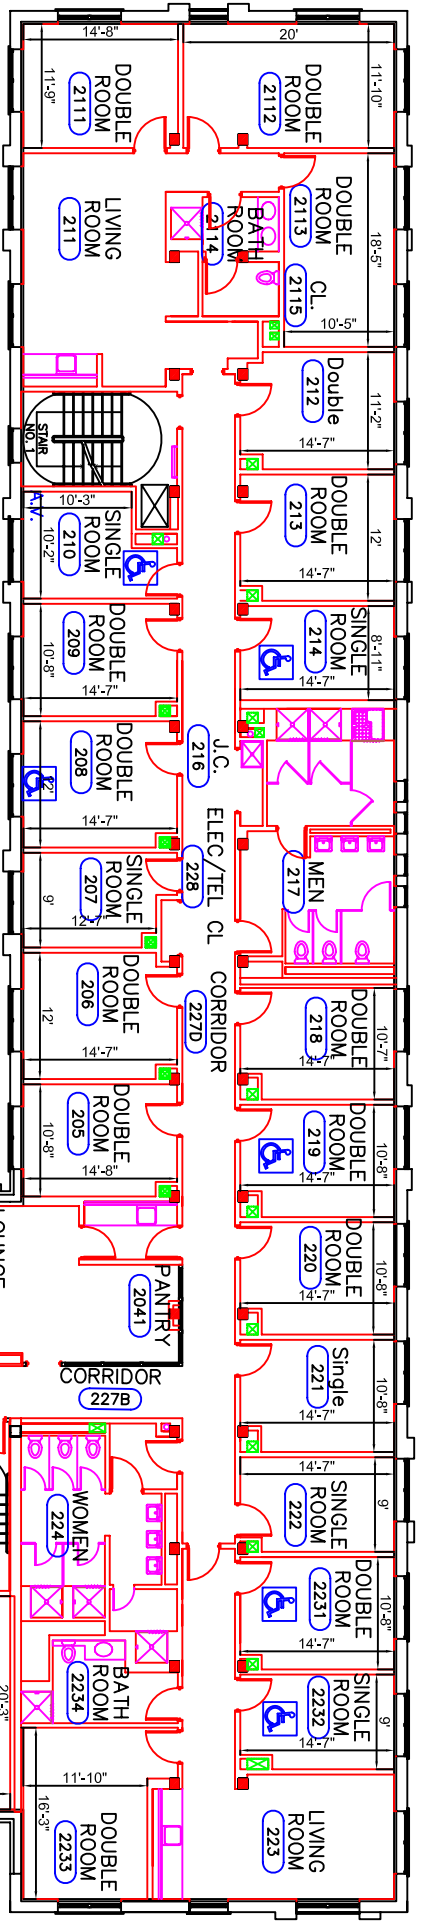 14'-8"
11'-9"
DOUBLE
ROOM
2111
20'
11'-10"
DOUBLE
ROOM
2112
LIVING
ROOM
211
BATH
ROOM
2114
DOUBLE
ROOM
2113
18'-5"
10'-5"
CL.
2115
STAIR
NO. 1
Double
212
11'-2"
14'-7"
DOUBLE
ROOM
213
12'
14'-7"
A.V.
10'-3"
10'-2"
SINGLE
ROOM
210
SINGLE
ROOM
214
8'-11"
14'-7"
DOUBLE
ROOM
209
10'-8"
14'-7"
DOUBLE
ROOM
208
12'
14'-7"
J.C.
216
SINGLE
ROOM
207
9'
12'-7"
ELEC/TEL CL
228
MEN
217
DOUBLE
ROOM
206
12'
14'-7"
CORRIDOR
227D
DOUBLE
ROOM
218
10'-7"
14'-7"
DOUBLE
ROOM
205
10'-8"
14'-8"
DOUBLE
ROOM
219
10'-8"
14'-7"
LOUNGE
PANTRY
2041
DOUBLE
ROOM
220
10'-8"
14'-7"
CORRIDOR
227B
Single
221
10'-8"
14'-7"
WOMEN
224
SINGLE
ROOM
222
9'
14'-7"
DOUBLE
ROOM
2231
10'-8"
14'-7"
BATH
ROOM
2234
20'-3"
SINGLE
ROOM
2232
9'
14'-7"
11'-10"
16'-3"
DOUBLE
ROOM
2233
LIVING
ROOM
223